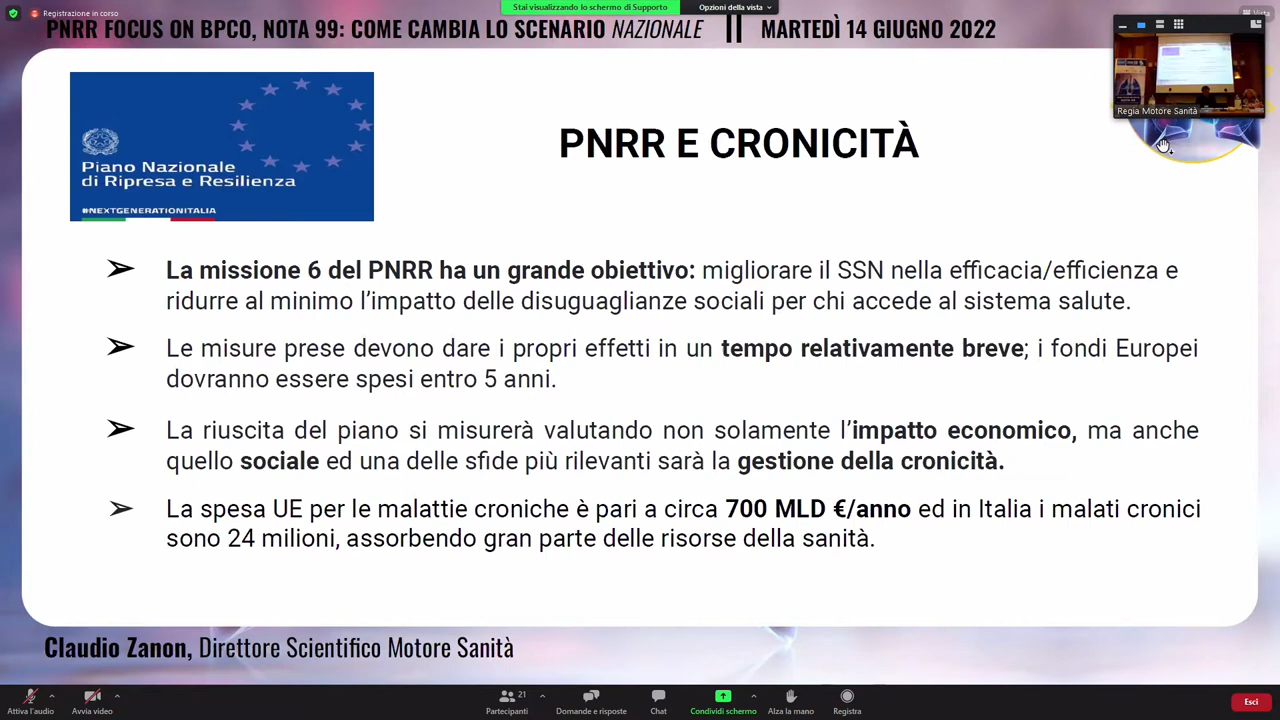 Registrazione in corso
Stai visualizzando lo schermo di Supporto
Opzioni della vista
Vista
PNRR FOCUS ON BPCO, NOTA 99: COME CAMBIA LO SCENARIO NAZIONALE || MARTEDÌ 14 GIUGNO 2022
Regia Motore Sanità
Piano Nazionale
di Ripresa e Resilienza
#NEXTGENERATIONITALIA
PNRR E CRONICITÀ
➢ La missione 6 del PNRR ha un grande obiettivo: migliorare il SSN nella efficacia/efficienza e
ridurre al minimo l’impatto delle disuguaglianze sociali per chi accede al sistema salute.
➢ Le misure prese devono dare i propri effetti in un tempo relativamente breve; i fondi Europei
dovranno essere spesi entro 5 anni.
➢ La riuscita del piano si misurerà valutando non solamente l’impatto economico, ma anche
quello sociale ed una delle sfide più rilevanti sarà la gestione della cronicità.
➢ La spesa UE per le malattie croniche è pari a circa 700 MLD €/anno ed in Italia i malati cronici
sono 24 milioni, assorbendo gran parte delle risorse della sanità.
Claudio Zanon, Direttore Scientifico Motore Sanità
Attiva l'audio
Avvia video
21
Partecipanti
Domande e risposte
Chat
Condividi schermo
Alza la mano
Registra
Esci